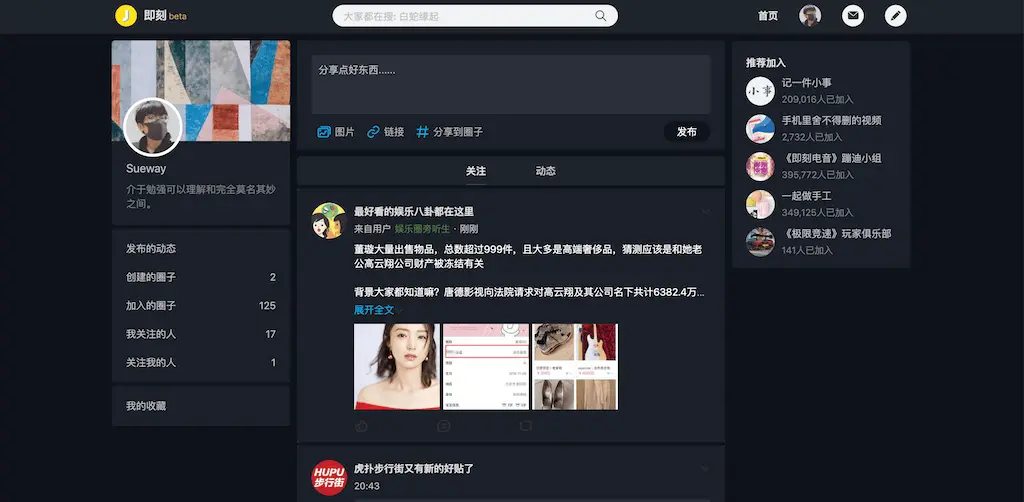 即刻 beta
大家都在搜: 白蛇缘起
首页
Sueway
介于勉强可以理解和完全莫名其妙
之间。
发布的动态
创建的圈子 2
加入的圈子 125
我关注的人 17
关注我的人 1
我的收藏
分享点好东西......
图片 链接 分享到圈子 发布
关注 动态
最好看的娱乐八卦都在这里
来自用户 娱乐圈旁听生 · 刚刚
董璇大量出售物品，总数超过999件，且大多是高端奢侈品，猜测应该是和她老
公高云翔公司财产被冻结有关
背景大家都知道嘛？唐德影视向法院请求对高云翔及其公司名下共计6382.4万...
展开全文
虎扑步行街又有新的好贴了
HUPU
步行街
20:43
推荐加入
小事
记一件小事
209,016人已加入
手机里舍不得删的视频
2,732人已加入
《即刻电音》蹦迪小组
395,772人已加入
一起做手工
349,125人已加入
《极限竞速》玩家俱乐部
141人已加入